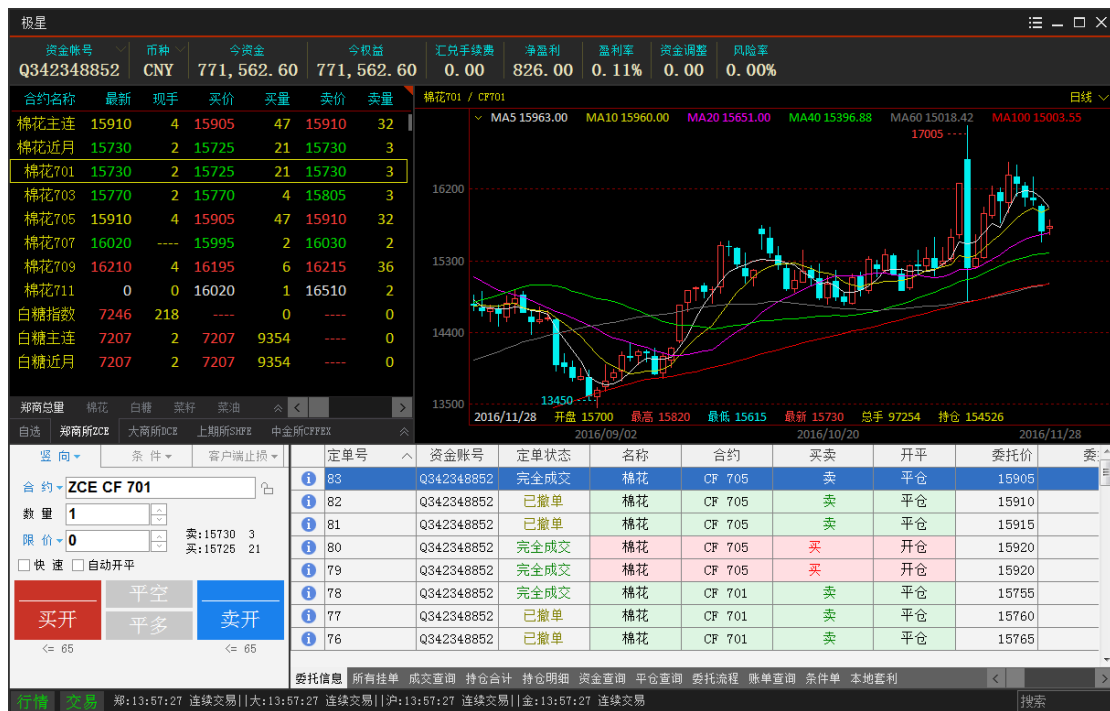 极星
资金帐号 币种 今资金 今权益 汇兑手续费 净盈利 盈利率 资金调整 风险率
Q342348852 CNY 771,562.60 771,562.60 0.00 826.00 0.11% 0.00 0.00%
合约名称 最新 现手 买价 买量 卖价 卖量
棉花主连 15910 4 15905 47 15910 32
棉花近月 15730 2 15725 21 15730 3
棉花701 15730 2 15725 21 15730 3
棉花703 15770 2 15770 4 15805 3
棉花705 15910 4 15905 47 15910 32
棉花707 16020 ---- 15995 2 16030 2
棉花709 16210 4 16195 6 16215 36
棉花711 0 0 16020 1 16510 2
白糖指数 7246 218 ---- 0 ---- 0
白糖主连 7207 2 7207 9354 ---- 0
白糖近月 7207 2 7207 9354 ---- 0
郑商总量 棉花 白糖 菜籽 菜油
自选 郑商所ZCE 大商所DCE 上期所SHFE 中金所CFFEX
棉花701 / CF701 日线
MA5 15963.00 MA10 15960.00 MA20 15651.00 MA40 15396.88 MA60 15018.42 MA100 15003.55
17005
16200
15300
14400
13450
13500
2016/11/28 开盘 15700 最高 15820 最低 15615 最新 15730 总手 97254 持仓 154526
2016/09/02 2016/10/20 2016/11/28
竖 向 条 件 客户端止损
合 约 ZCE CF 701
数 量 1
限 价 0
卖:15730 3
买:15725 21
快 速 自动开平
买开 平空 平多 卖开
<= 65 <= 65
定单号 资金账号 定单状态 名称 合约 买卖 开平 委托价 委
83 Q342348852 完全成交 棉花 CF 705 卖 平仓 15905
82 Q342348852 已撤单 棉花 CF 705 卖 平仓 15910
81 Q342348852 已撤单 棉花 CF 705 卖 平仓 15915
80 Q342348852 完全成交 棉花 CF 705 买 开仓 15920
79 Q342348852 完全成交 棉花 CF 705 买 开仓 15920
78 Q342348852 完全成交 棉花 CF 701 卖 平仓 15755
77 Q342348852 已撤单 棉花 CF 701 卖 平仓 15760
76 Q342348852 已撤单 棉花 CF 701 卖 平仓 15765
委托信息 所有挂单 成交查询 持仓合计 持仓明细 资金查询 平仓查询 委托流程 账单查询 条件单 本地套利
行情 交易 郑:13:57:27 连续交易||大:13:57:27 连续交易||沪:13:57:27 连续交易||金:13:57:27 连续交易 搜索